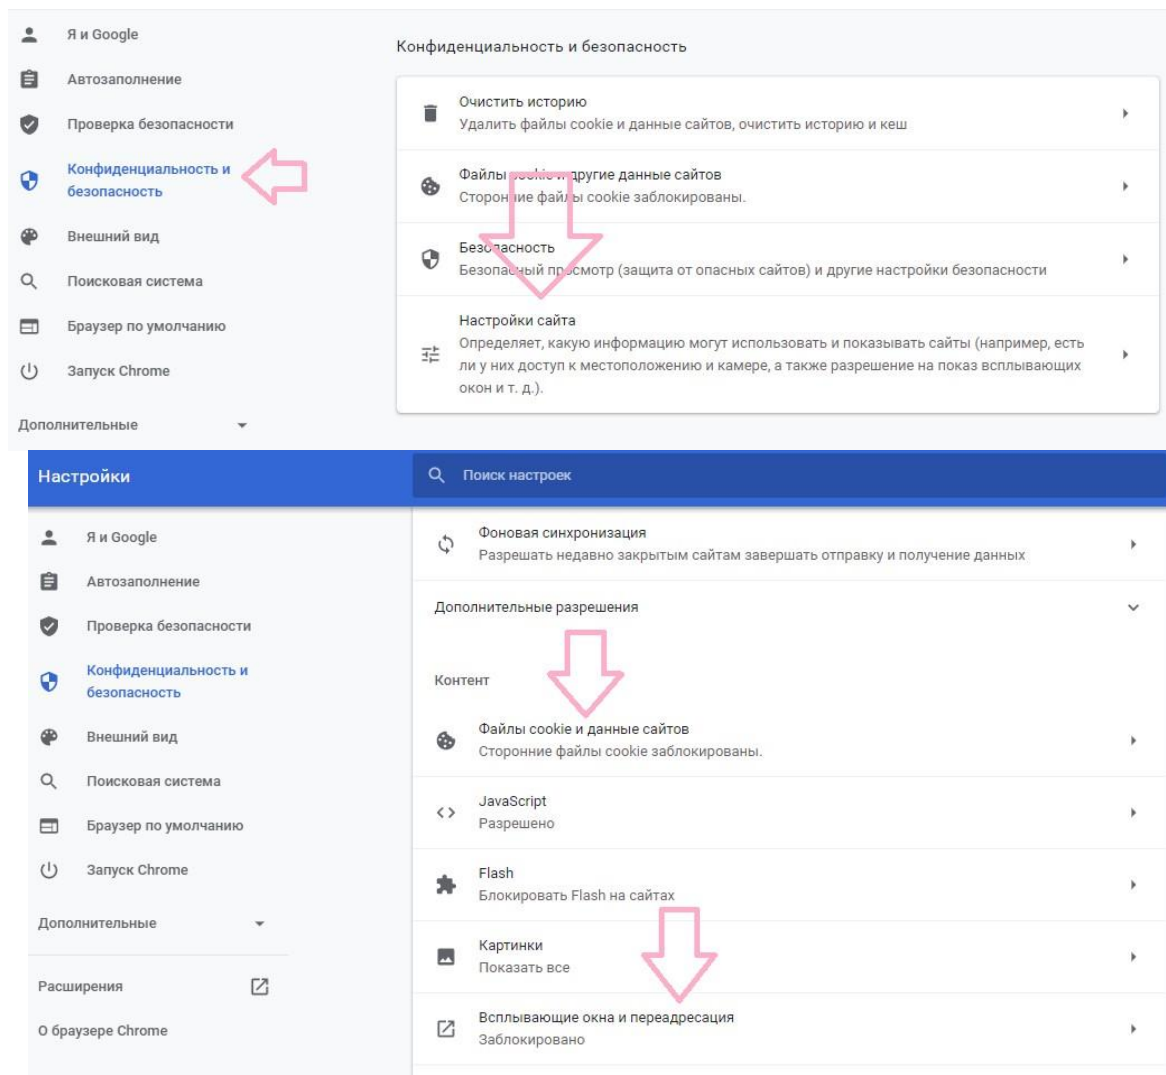 Я и Google
Автозаполнение
Проверка безопасности
Конфиденциальность и
безопасность
Внешний вид
Поисковая система
Браузер по умолчанию
Запуск Chrome
Дополнительные
Конфиденциальность и безопасность
Очистить историю
Удалить файлы cookie и данные сайтов, очистить историю и кеш
Файлы cookie и другие данные сайтов
Сторонние файлы cookie заблокированы.
Безопасность
Безопасный просмотр (защита от опасных сайтов) и другие настройки безопасности
Настройки сайта
Определяет, какую информацию могут использовать и показывать сайты (например, есть
ли у них доступ к местоположению и камере, а также разрешение на показ всплывающих
окон и т. д.).
Настройки
Поиск настроек
Я и Google
Автозаполнение
Проверка безопасности
Конфиденциальность и
безопасность
Внешний вид
Поисковая система
Браузер по умолчанию
Запуск Chrome
Дополнительные
Расширения
О браузере Chrome
Фоновая синхронизация
Разрешать недавно закрытым сайтам завершать отправку и получение данных
Дополнительные разрешения
Контент
Файлы cookie и данные сайтов
Сторонние файлы cookie заблокированы.
JavaScript
Разрешено
Flash
Блокировать Flash на сайтах
Картинки
Показать все
Всплывающие окна и переадресация
Заблокировано